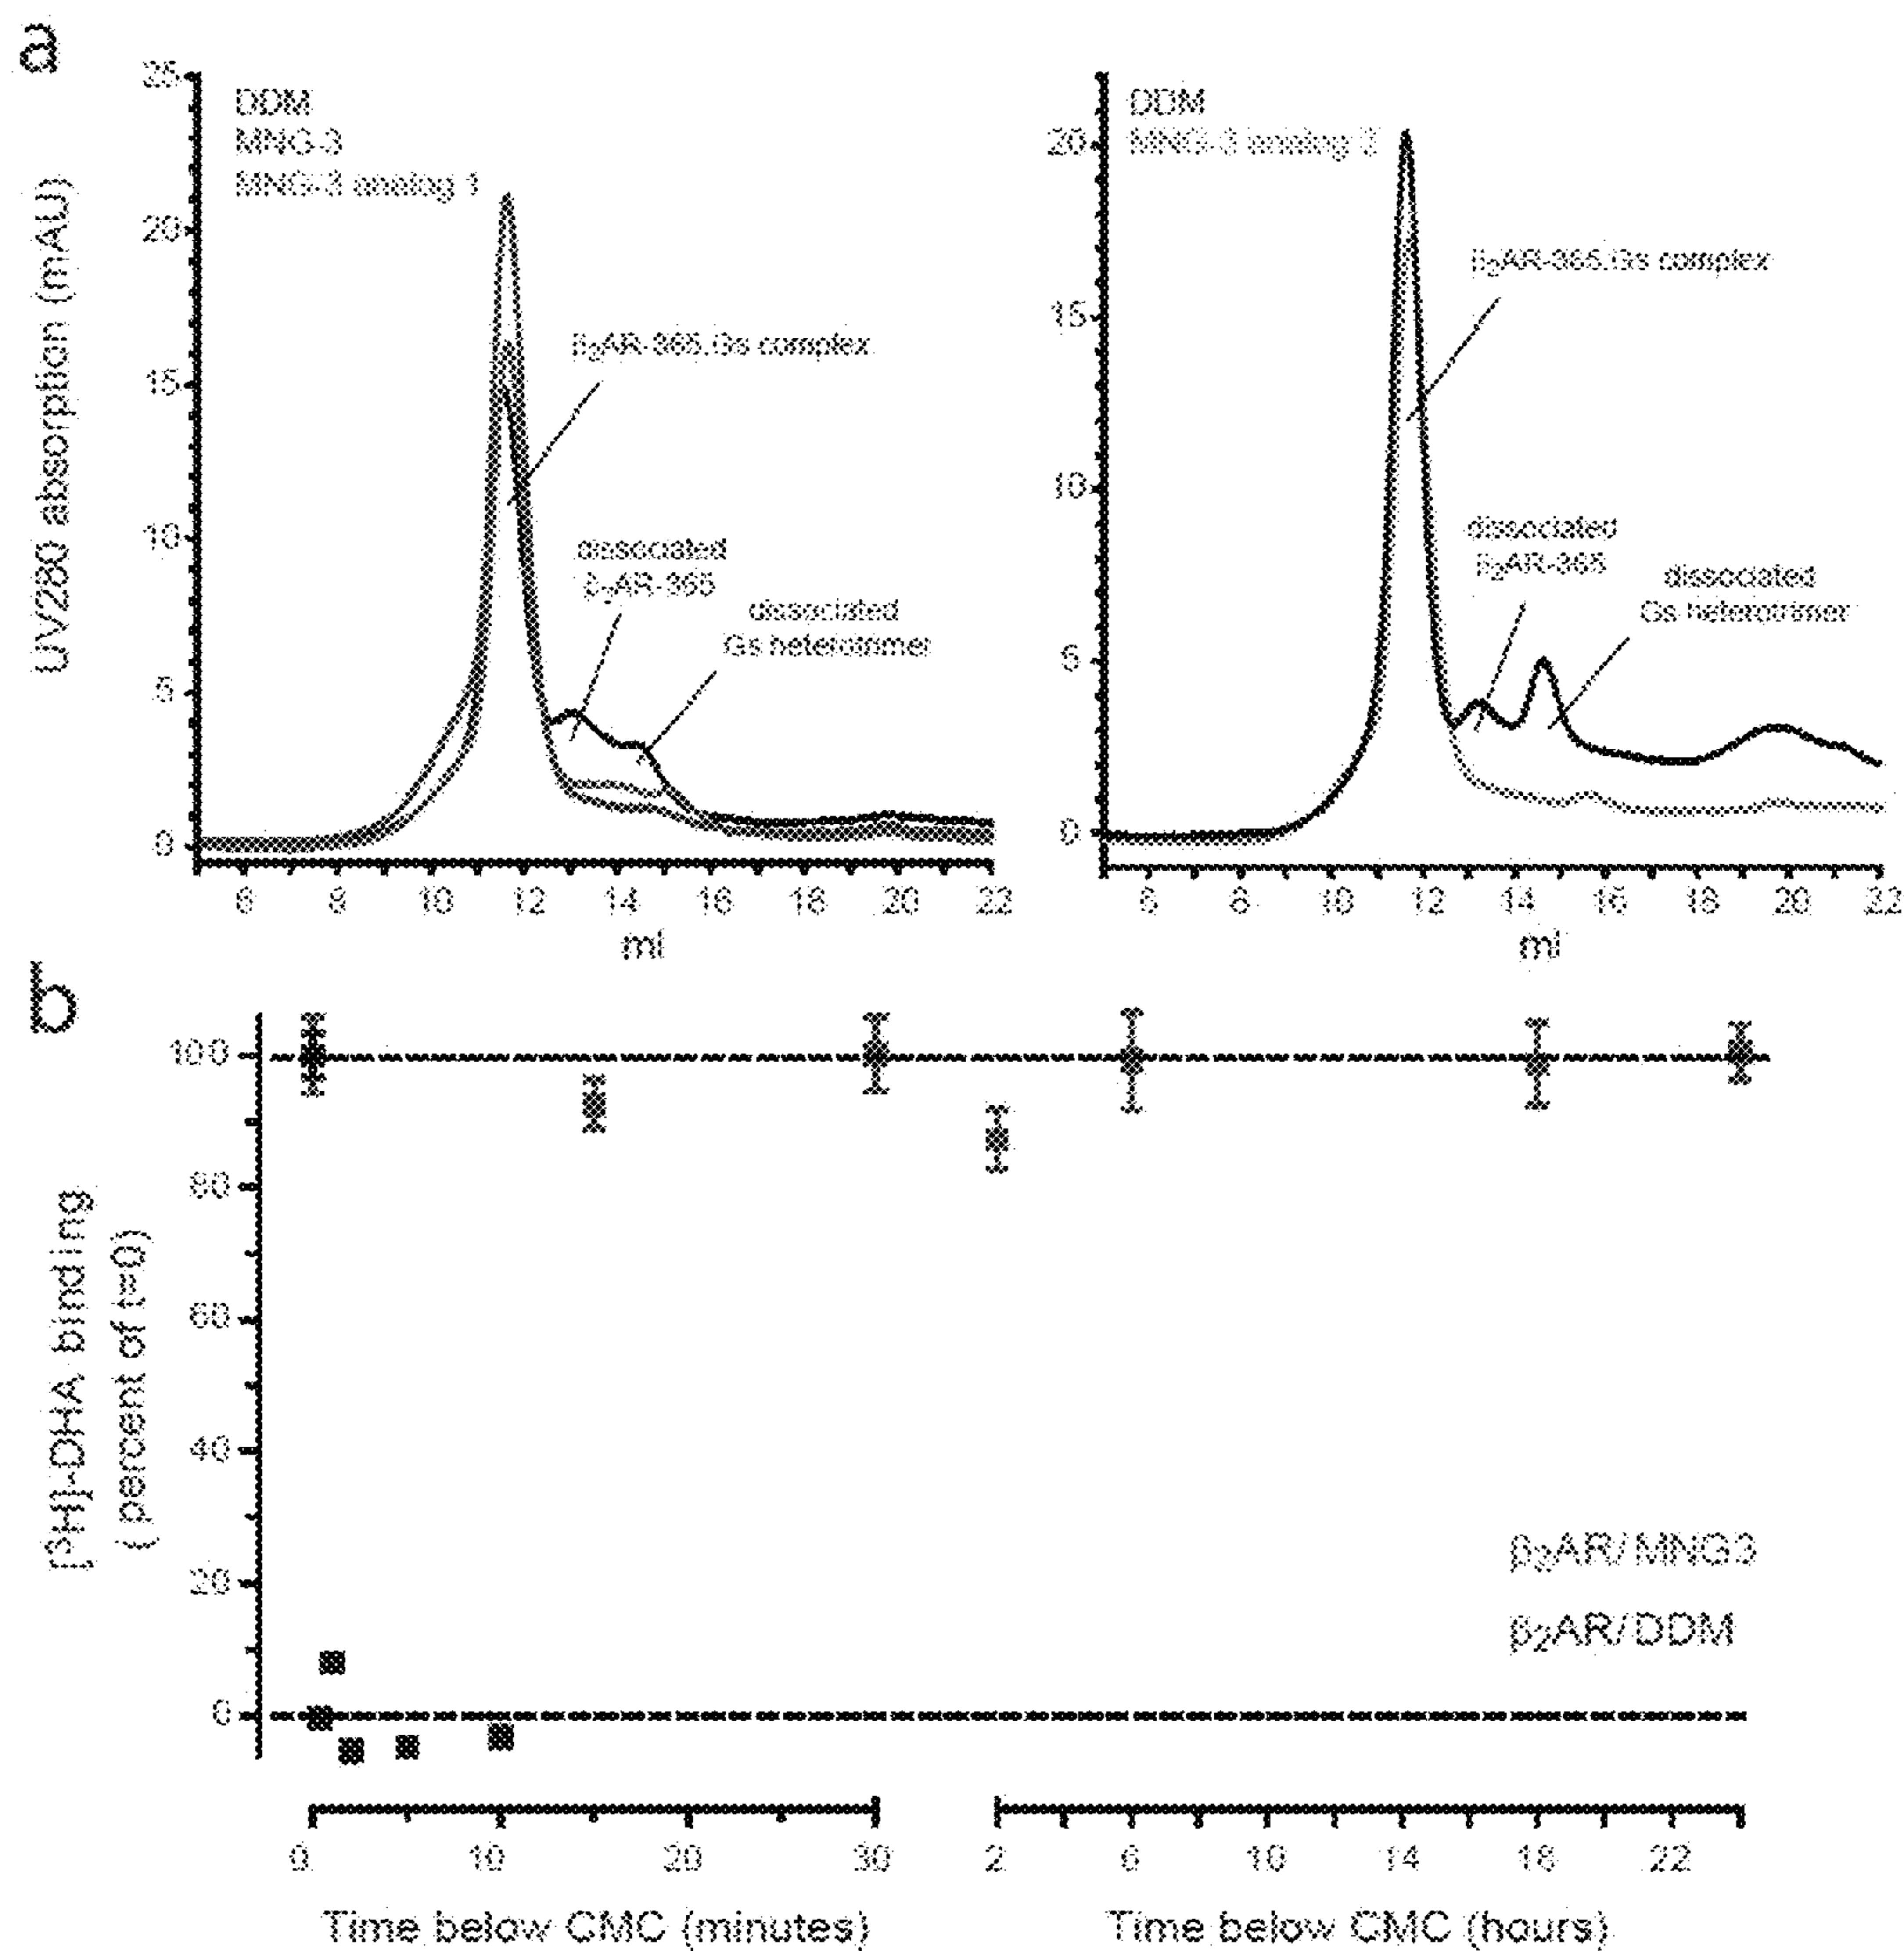 a
UV280 absorption (mAU)
25
20
15
10
5
0
DDM
MNG-3
MNG-3 analog 1
β₂AR-365.Gs complex
dissociated
β₂AR-365
dissociated
Gs heterotrimer
6 8 10 12 14 16 18 20 22
ml
20
15
10
5
0
DDM
MNG-3 analog
β₂AR-365.Gs complex
dissociated
β₂AR-365
dissociated
Gs heterotrimer
6 8 10 12 14 16 18 20 22
ml
b
[³H]-DHA binding
( percent of t=0)
100
80
60
40
20
0
β₂AR/MNG3
β₂AR/DDM
0 10 20 30
Time below CMC (minutes)
2 6 10 14 18 22
Time below CMC (hours)